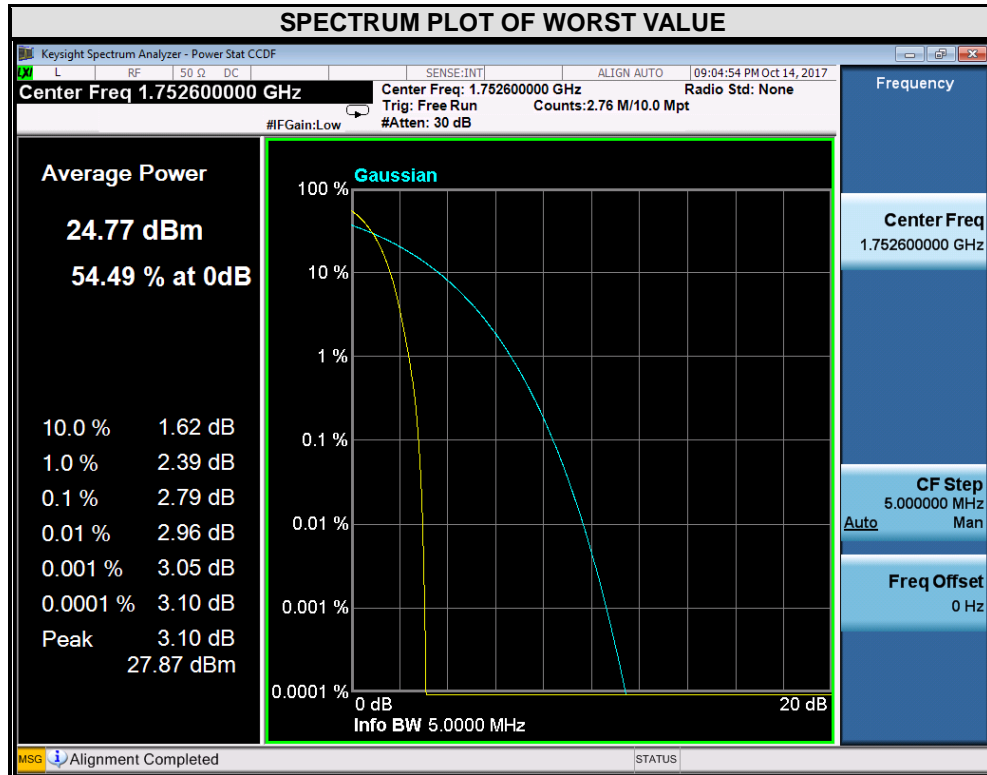 SPECTRUM PLOT OF WORST VALUE
Keysight Spectrum Analyzer - Power Stat CCDF
LXI L RF 50 Ω DC SENSE:INT ALIGN AUTO 09:04:54 PM Oct 14, 2017
Center Freq 1.752600000 GHz
Center Freq: 1.752600000 GHz Radio Std: None
Trig: Free Run Counts:2.76 M/10.0 Mpt
#IFGain:Low #Atten: 30 dB
Frequency
Average Power
24.77 dBm
54.49 % at 0dB
10.0 % 1.62 dB
1.0 % 2.39 dB
0.1 % 2.79 dB
0.01 % 2.96 dB
0.001 % 3.05 dB
0.0001 % 3.10 dB
Peak 3.10 dB
27.87 dBm
Gaussian
100 %
10 %
1 %
0.1 %
0.01 %
0.001 %
0.0001 %
0 dB 20 dB
Info BW 5.0000 MHz
Center Freq
1.752600000 GHz
CF Step
5.000000 MHz
Auto Man
Freq Offset
0 Hz
MSG Alignment Completed STATUS